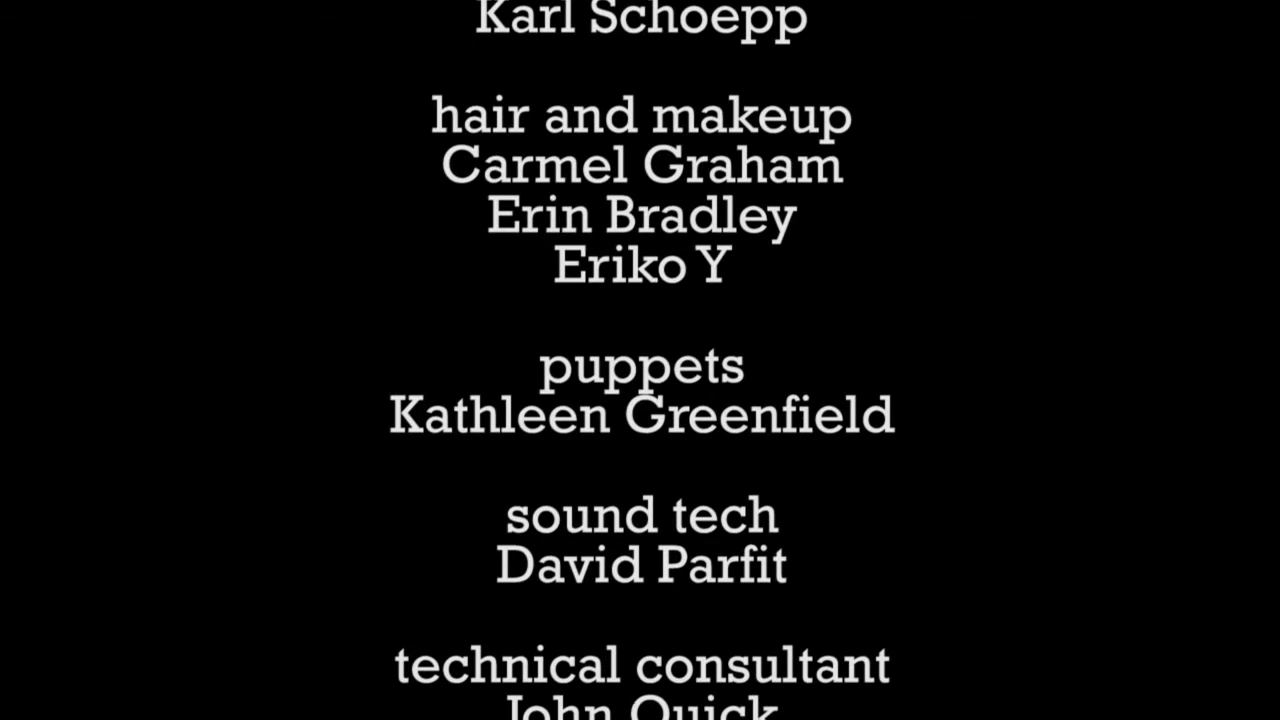 Karl Schoepp
hair and makeup
Carmel Graham
Erin Bradley
Eriko Y
puppets
Kathleen Greenfield
sound tech
David Parfit
technical consultant
John Quick